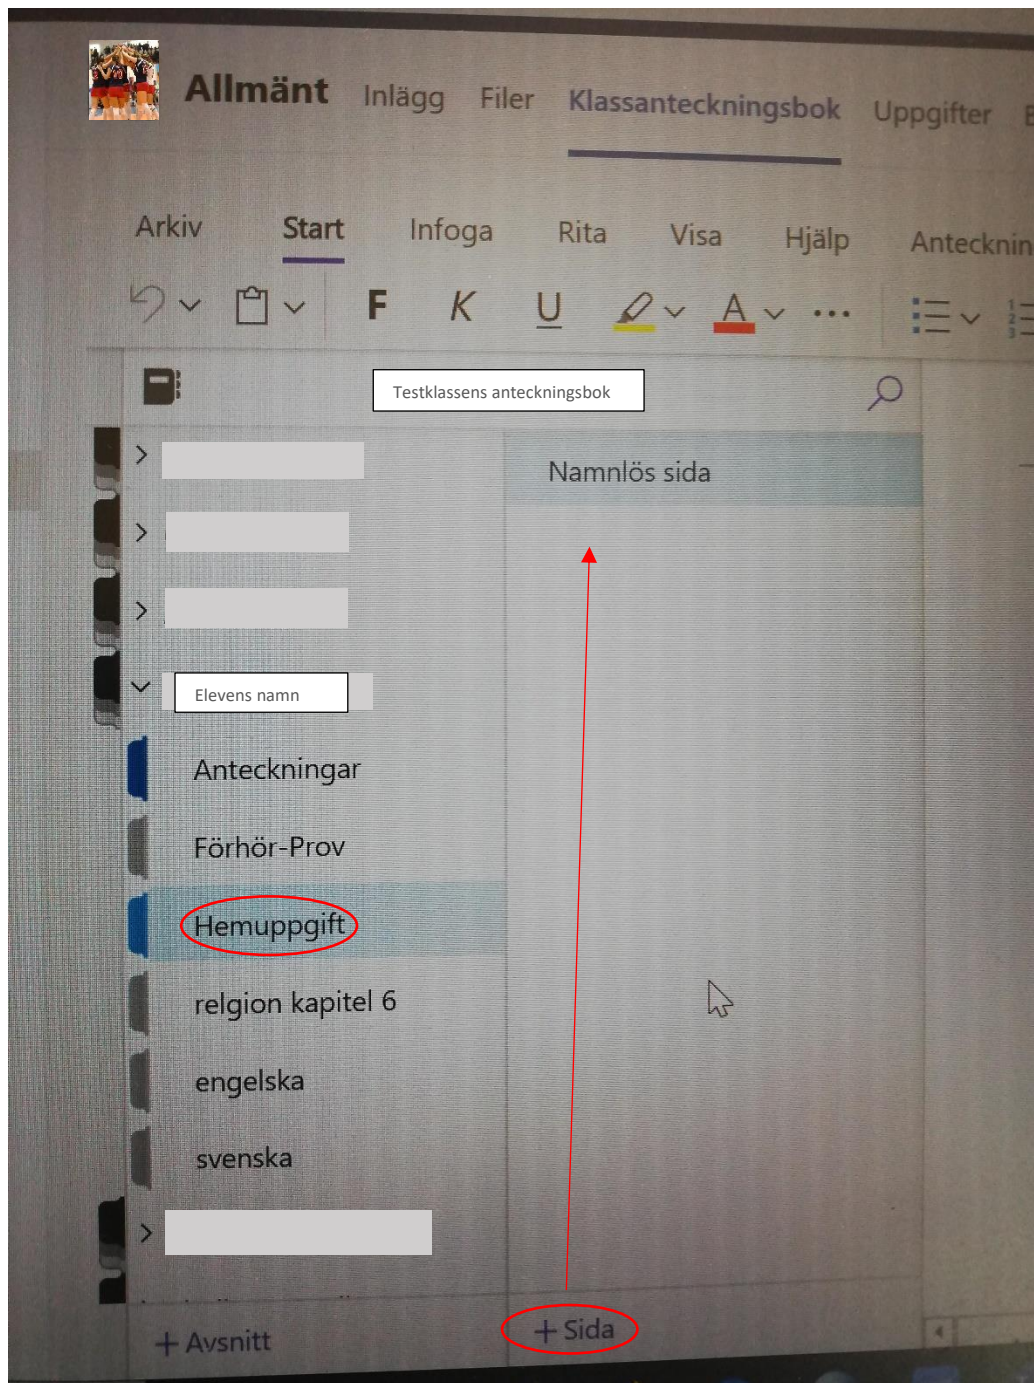 Allmänt Inlägg Filer Klassanteckningsbok Uppgifter
Arkiv Start Infoga Rita Visa Hjälp Antecknin
F K U A
Testklassens anteckningsbok
Namnlös sida
Elevens namn
Anteckningar
Förhör-Prov
Hemuppgift
relgion kapitel 6
engelska
svenska
+ Avsnitt
+ Sida